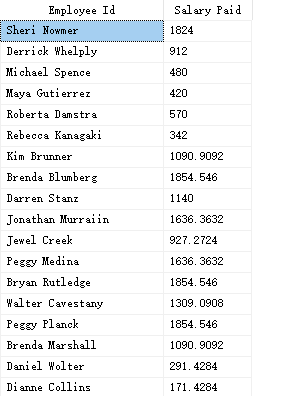 Employee Id Salary Paid
Sheri Nowmer 1824
Derrick Whelply 912
Michael Spence 480
Maya Gutierrez 420
Roberta Damstra 570
Rebecca Kanagaki 342
Kim Brunner 1090.9092
Brenda Blumberg 1854.546
Darren Stanz 1140
Jonathan Murraiin 1636.3632
Jewel Creek 927.2724
Peggy Medina 1636.3632
Bryan Rutledge 1854.546
Walter Cavestany 1309.0908
Peggy Planck 1854.546
Brenda Marshall 1090.9092
Daniel Wolter 291.4284
Dianne Collins 171.4284